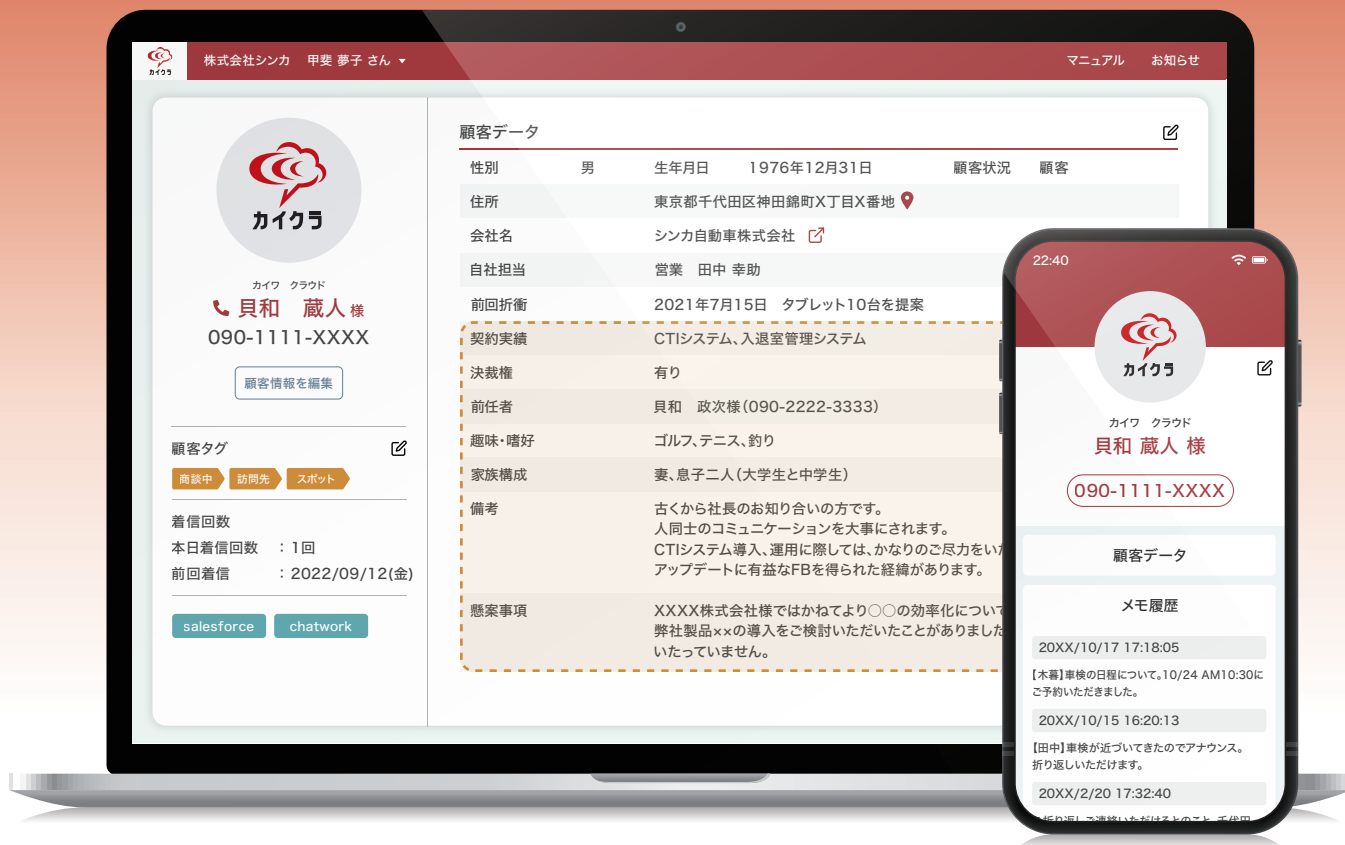 カイクラ
株式会社シンカ 甲斐 夢子 さん ▼
マニュアル お知らせ
カイクラ
カイワ クラウド
貝和 蔵人 様
090-1111-XXXX
顧客情報を編集
顧客タグ
商談中 訪問先 スポット
着信回数
本日着信回数 :1回
前回着信 :2022/09/12(金)
salesforce chatwork
顧客データ
性別 男 生年月日 1976年12月31日 顧客状況 顧客
住所 東京都千代田区神田錦町X丁目X番地
会社名 シンカ自動車株式会社
自社担当 営業 田中 幸助
前回折衝 2021年7月15日 タブレット10台を提案
契約実績 CTIシステム、入退室管理システム
決裁権 有り
前任者 貝和 政次様(090-2222-3333)
趣味・嗜好 ゴルフ、テニス、釣り
家族構成 妻、息子二人(大学生と中学生)
備考 古くから社長のお知り合いの方です。
人同士のコミュニケーションを大事にされます。
CTIシステム導入、運用に際しては、かなりのご尽力をいた
アップデートに有益なFBを得られた経緯があります。
懸案事項 XXXX株式会社様ではかねてより○○の効率化について
弊社製品××の導入をご検討いただいたことがありました
いたっていません。
22:40
カイクラ
カイワ クラウド
貝和 蔵人 様
090-1111-XXXX
顧客データ
メモ履歴
20XX/10/17 17:18:05
【木暮】車検の日程について。10/24 AM10:30に
ご予約いただきました。
20XX/10/15 16:20:13
【田中】車検が近づいてきたのでアナウンス。
折り返しいただけます。
20XX/2/20 17:32:40